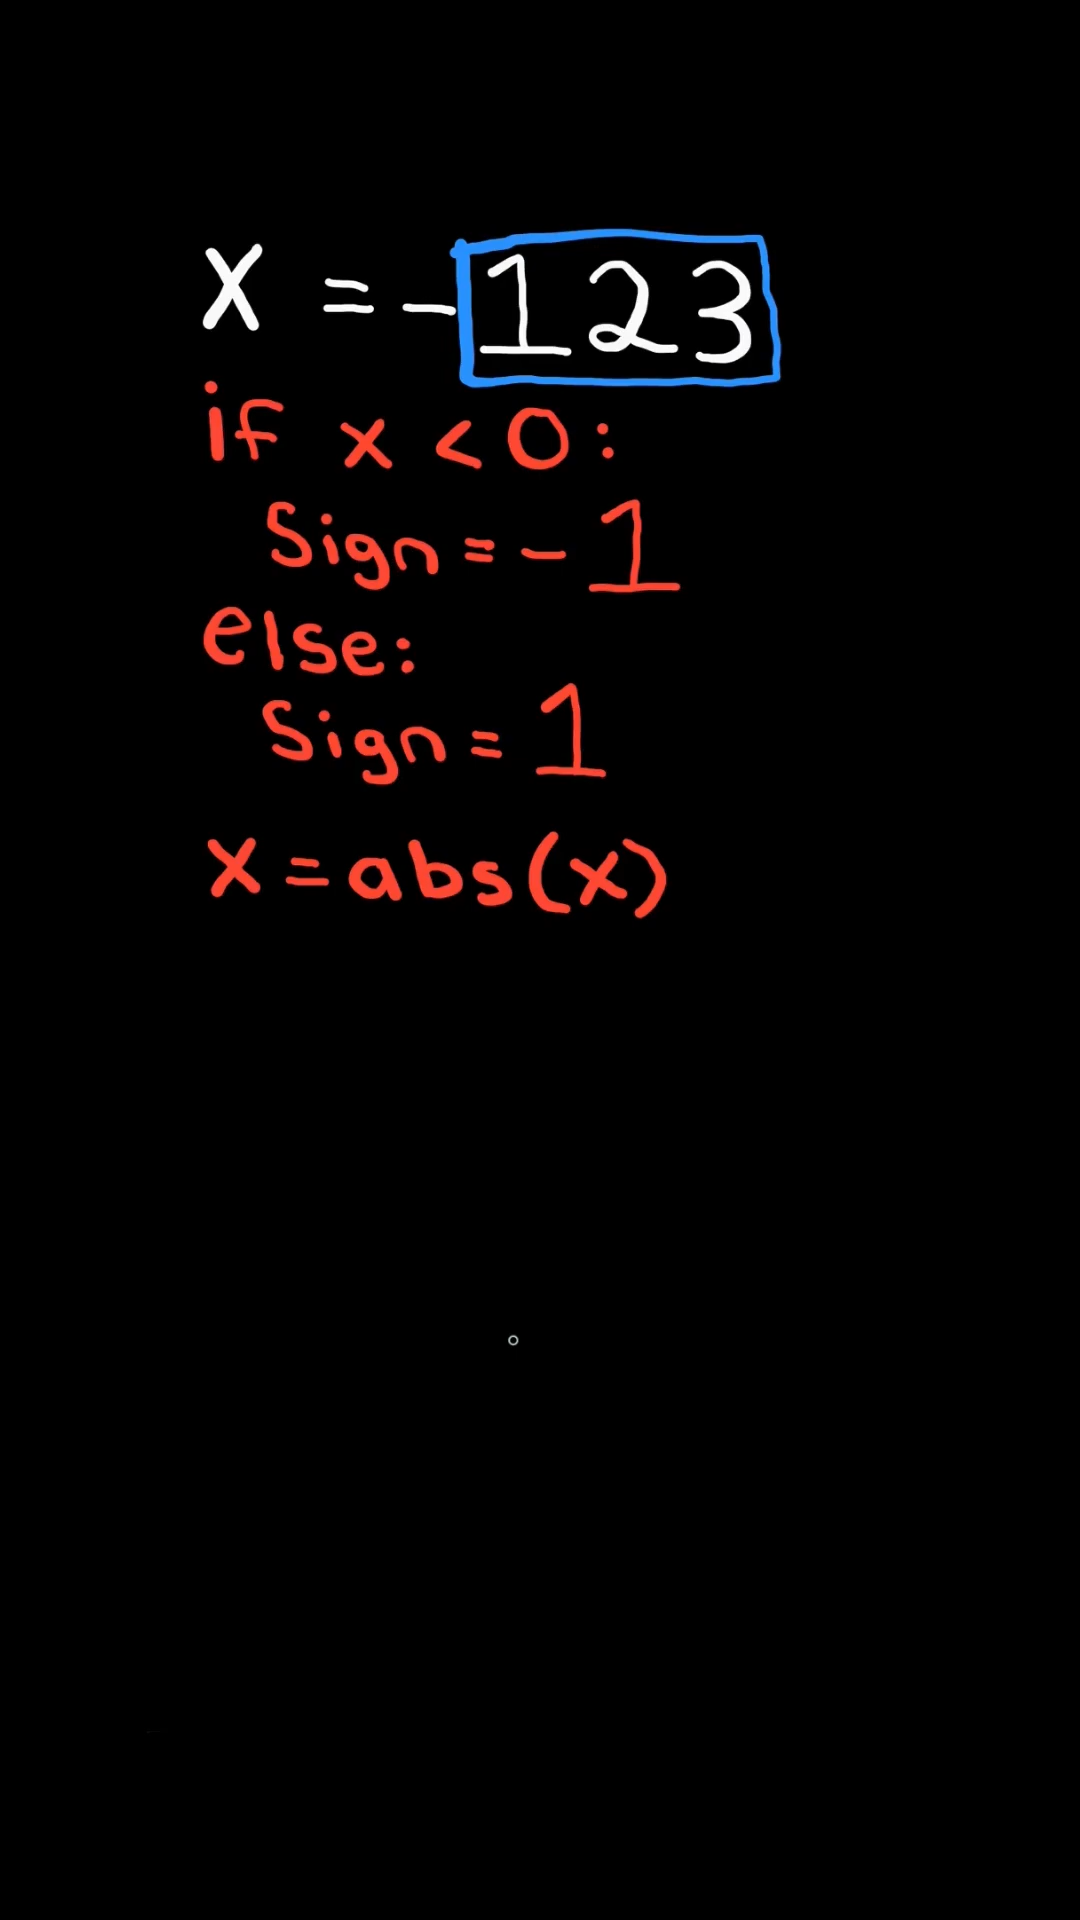 X = -123
if x < 0:
Sign = -1
else:
Sign = 1
x = abs(x)